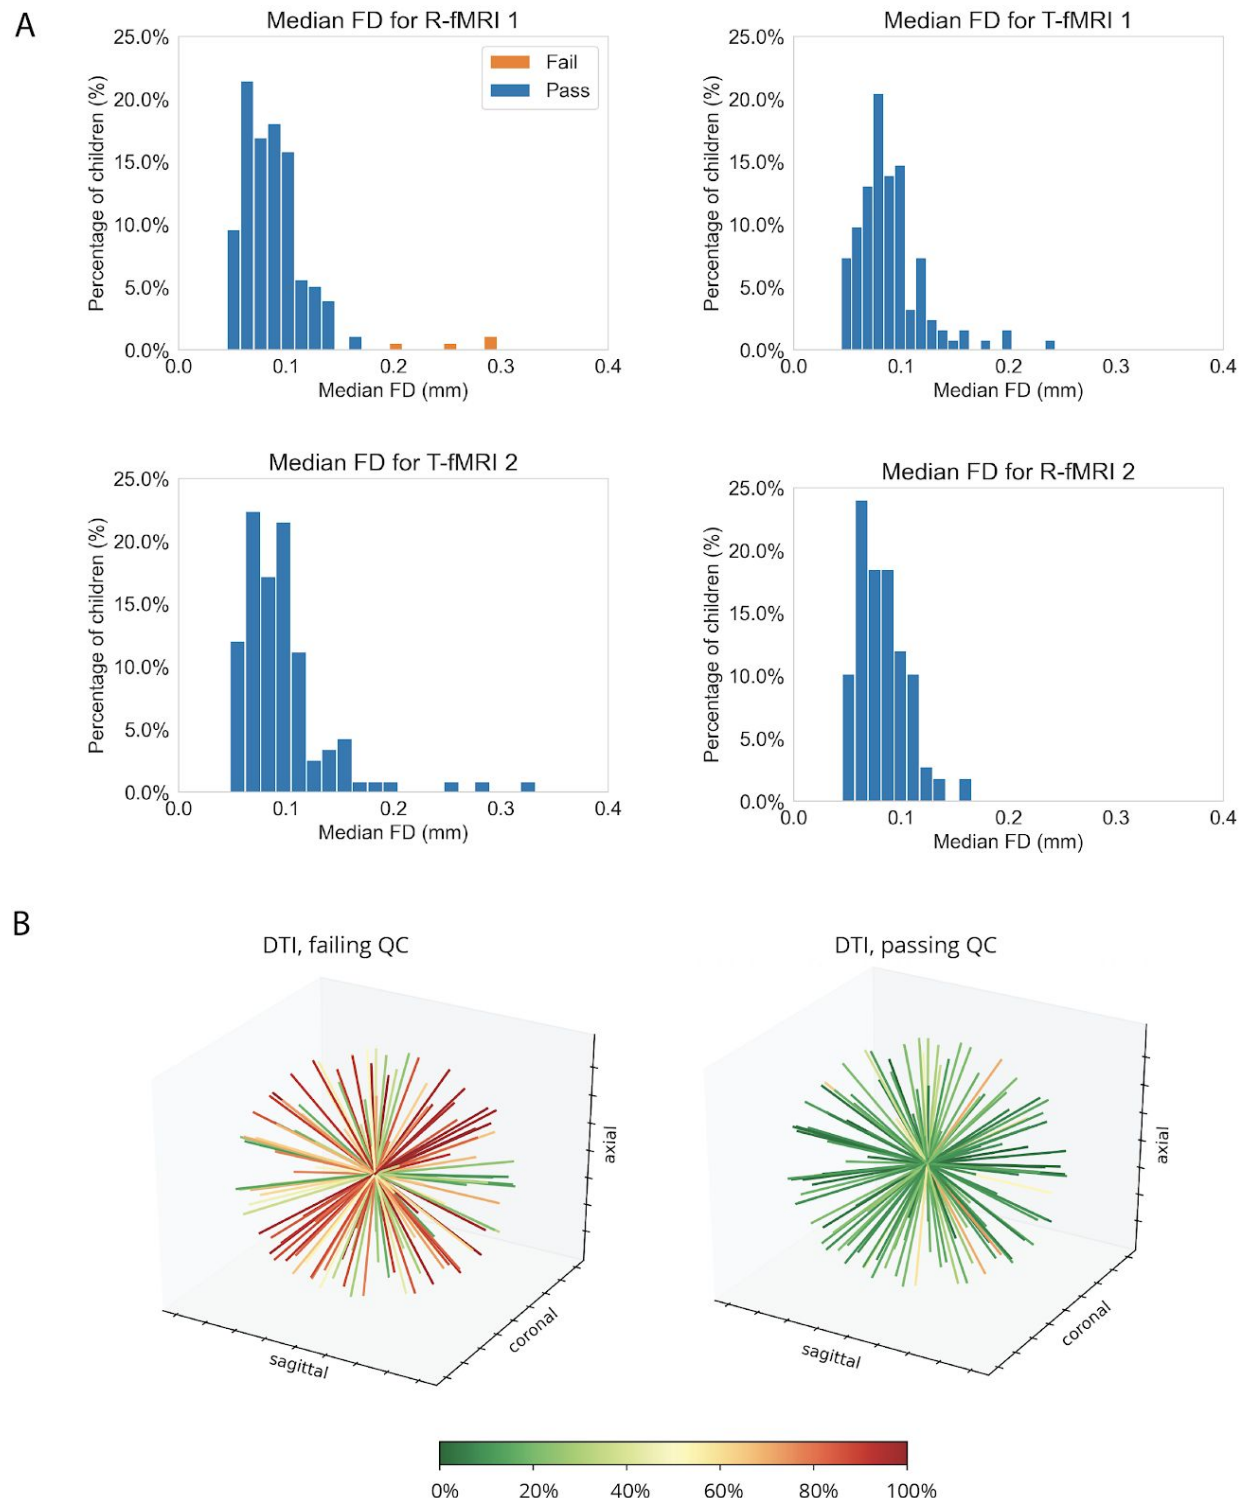 A
Median FD for R-fMRI 1
25.0%
20.0%
15.0%
10.0%
5.0%
0.0%
Percentage of children (%)
Fail
Pass
0.0 0.1 0.2 0.3 0.4
Median FD (mm)
Median FD for T-fMRI 1
25.0%
20.0%
15.0%
10.0%
5.0%
0.0%
Percentage of children (%)
0.0 0.1 0.2 0.3 0.4
Median FD (mm)
Median FD for T-fMRI 2
25.0%
20.0%
15.0%
10.0%
5.0%
0.0%
Percentage of children (%)
0.0 0.1 0.2 0.3 0.4
Median FD (mm)
Median FD for R-fMRI 2
25.0%
20.0%
15.0%
10.0%
5.0%
0.0%
Percentage of children (%)
0.0 0.1 0.2 0.3 0.4
Median FD (mm)
B
DTI, failing QC
axial
coronal
sagittal
DTI, passing QC
axial
coronal
sagittal
0% 20% 40% 60% 80% 100%